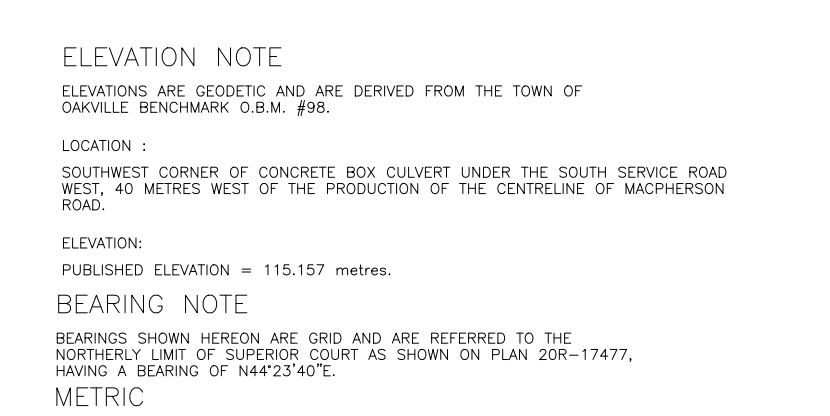 ELEVATION NOTE
ELEVATIONS ARE GEODETIC AND ARE DERIVED FROM THE TOWN OF
OAKVILLE BENCHMARK O.B.M. #98.
LOCATION :
SOUTHWEST CORNER OF CONCRETE BOX CULVERT UNDER THE SOUTH SERVICE ROAD
WEST, 40 METRES WEST OF THE PRODUCTION OF THE CENTRELINE OF MACPHERSON
ROAD.
ELEVATION:
PUBLISHED ELEVATION = 115.157 metres.
BEARING NOTE
BEARINGS SHOWN HEREON ARE GRID AND ARE REFERRED TO THE
NORTHERLY LIMIT OF SUPERIOR COURT AS SHOWN ON PLAN 20R-17477,
HAVING A BEARING OF N44°23'40"E.
METRIC